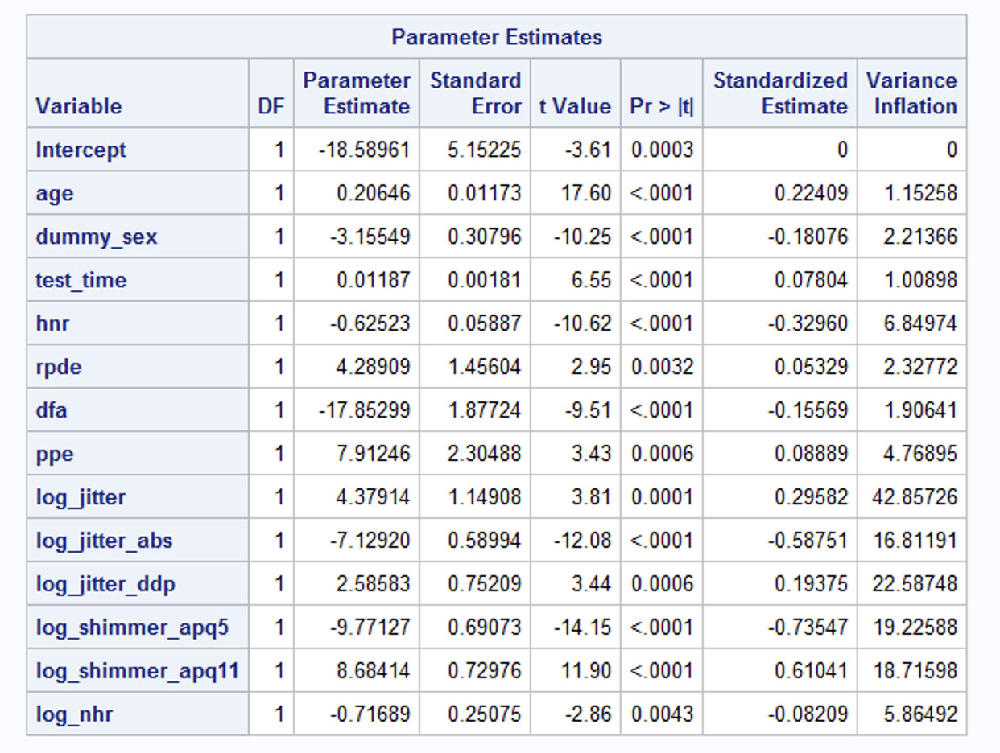 Parameter Estimates
Variable DF Parameter Estimate Standard Error t Value Pr > |t| Standardized Estimate Variance Inflation
Intercept 1 -18.58961 5.15225 -3.61 0.0003 0 0
age 1 0.20646 0.01173 17.60 <.0001 0.22409 1.15258
dummy_sex 1 -3.15549 0.30796 -10.25 <.0001 -0.18076 2.21366
test_time 1 0.01187 0.00181 6.55 <.0001 0.07804 1.00898
hnr 1 -0.62523 0.05887 -10.62 <.0001 -0.32960 6.84974
rpde 1 4.28909 1.45604 2.95 0.0032 0.05329 2.32772
dfa 1 -17.85299 1.87724 -9.51 <.0001 -0.15569 1.90641
ppe 1 7.91246 2.30488 3.43 0.0006 0.08889 4.76895
log_jitter 1 4.37914 1.14908 3.81 0.0001 0.29582 42.85726
log_jitter_abs 1 -7.12920 0.58994 -12.08 <.0001 -0.58751 16.81191
log_jitter_ddp 1 2.58583 0.75209 3.44 0.0006 0.19375 22.58748
log_shimmer_apq5 1 -9.77127 0.69073 -14.15 <.0001 -0.73547 19.22588
log_shimmer_apq11 1 8.68414 0.72976 11.90 <.0001 0.61041 18.71598
log_nhr 1 -0.71689 0.25075 -2.86 0.0043 -0.08209 5.86492